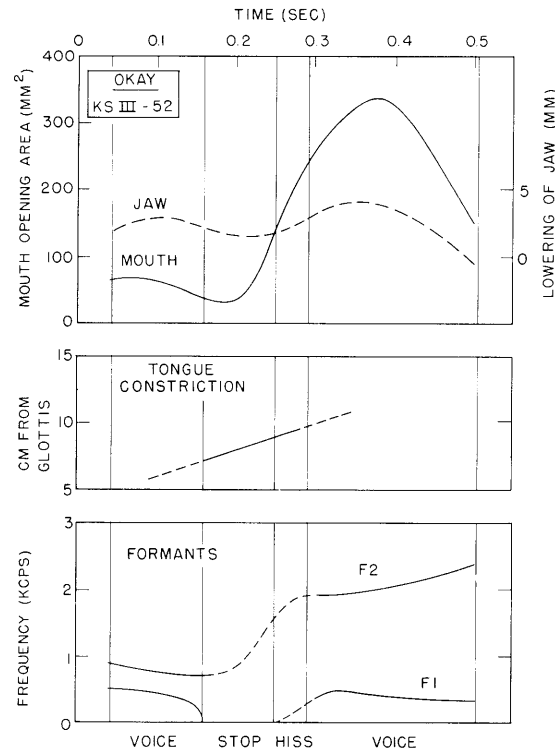 TIME (SEC)
0 0.1 0.2 0.3 0.4 0.5
MOUTH OPENING AREA (MM²)
400
300
200
100
0
OKAY
KS III - 52
JAW
MOUTH
5
0
LOWERING OF JAW (MM)
CM FROM GLOTTIS
15
10
5
TONGUE
CONSTRICTION
FREQUENCY (KCPS)
3
2
1
0
FORMANTS
F2
F1
VOICE STOP HISS VOICE